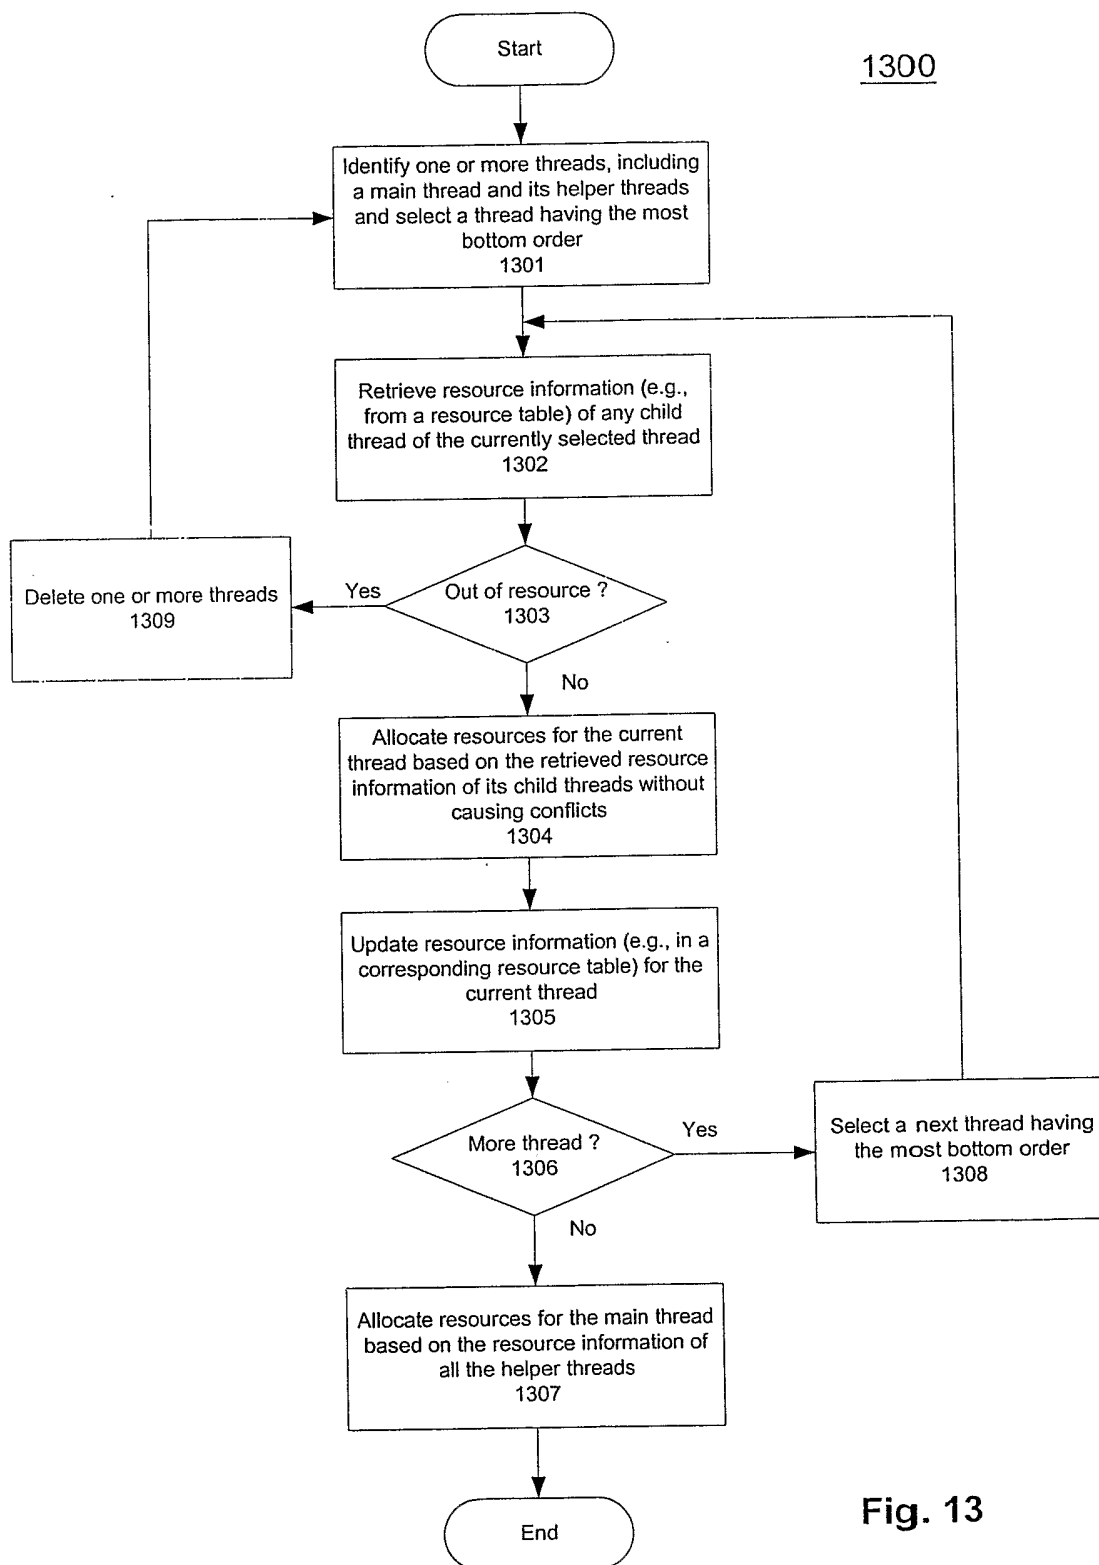 Start
1300
Identify one or more threads, including
a main thread and its helper threads
and select a thread having the most
bottom order
1301
Retrieve resource information (e.g.,
from a resource table) of any child
thread of the currently selected thread
1302
Out of resource ?
1303
Yes
Delete one or more threads
1309
No
Allocate resources for the current
thread based on the retrieved resource
information of its child threads without
causing conflicts
1304
Update resource information (e.g., in a
corresponding resource table) for the
current thread
1305
More thread ?
1306
Yes
Select a next thread having
the most bottom order
1308
No
Allocate resources for the main thread
based on the resource information of
all the helper threads
1307
End
Fig. 13